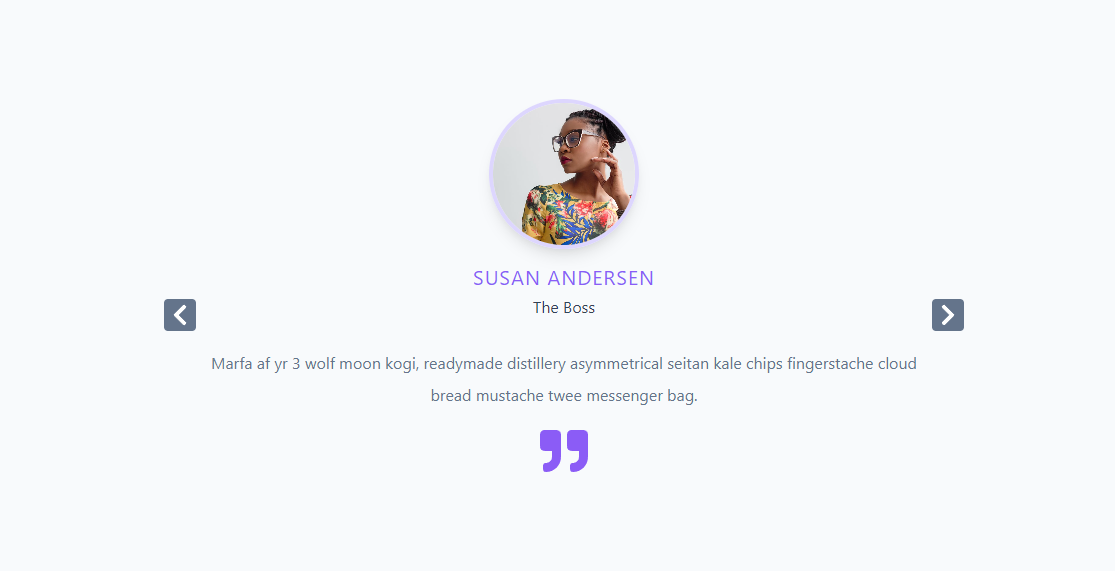 SUSAN ANDERSEN
The Boss
Marfa af yr 3 wolf moon kogi, readymade distillery asymmetrical seitan kale chips fingerstache cloud
bread mustache twee messenger bag.